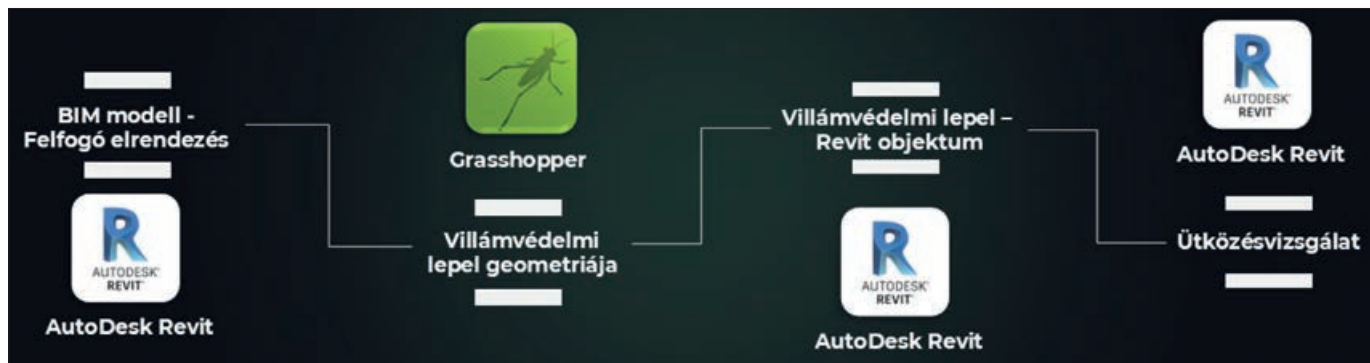 BIM modell -
Felfogó elrendezés
AUTODESK®
REVIT®
AutoDesk Revit
Grasshopper
Villámvédelmi
lepel geometriája
Villámvédelmi lepel –
Revit objektum
AUTODESK®
REVIT®
AutoDesk Revit
AUTODESK®
REVIT®
AutoDesk Revit
Ütközésvizsgálat